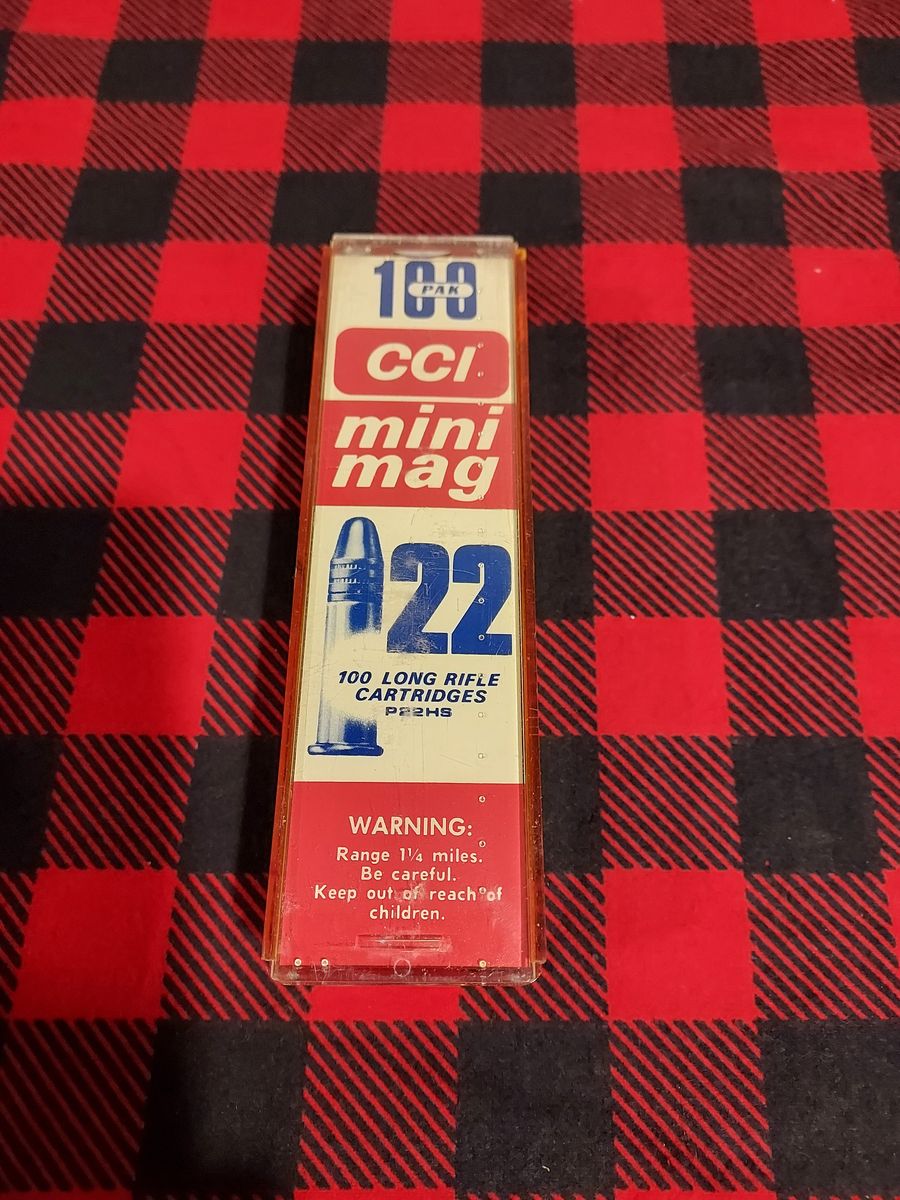 100
PAK
CCI
mini
mag
22
100 LONG RIFLE
CARTRIDGES
P22HS
WARNING:
Range 1¼ miles.
Be careful.
Keep out of reach of
children.